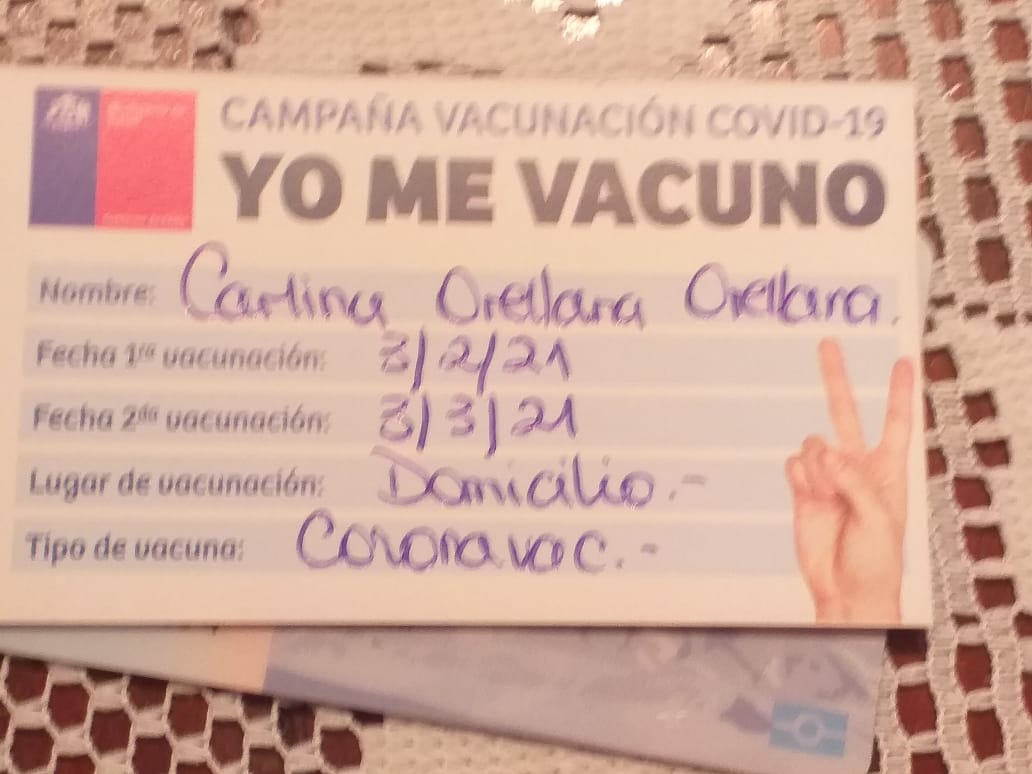 CAMPAÑA VACUNACIÓN COVID-19
YO ME VACUNO
Nombre: Carlina Orellana Orellana.
Fecha 1ra vacunación: 3/2/21
Fecha 2da vacunación: 3/3/21
Lugar de vacunación: Domicilio.-
Tipo de vacuna: Coronavac.-